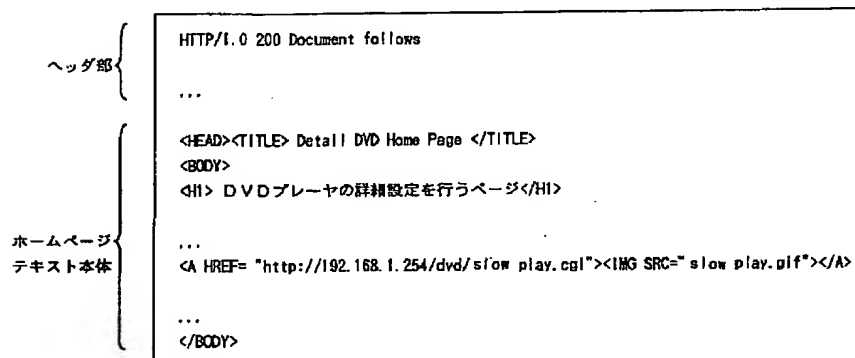 ヘッダ部
HTTP/1.0 200 Document follows
...
ホームページ
テキスト本体
<HEAD><TITLE> Detail DVD Home Page </TITLE>
<BODY>
<H1> DVDプレーヤの詳細設定を行うページ</H1>
...
<A HREF= "http://192.168.1.254/dvd/slow play.cgi"><IMG SRC="slow play.gif"></A>
...
</BODY>